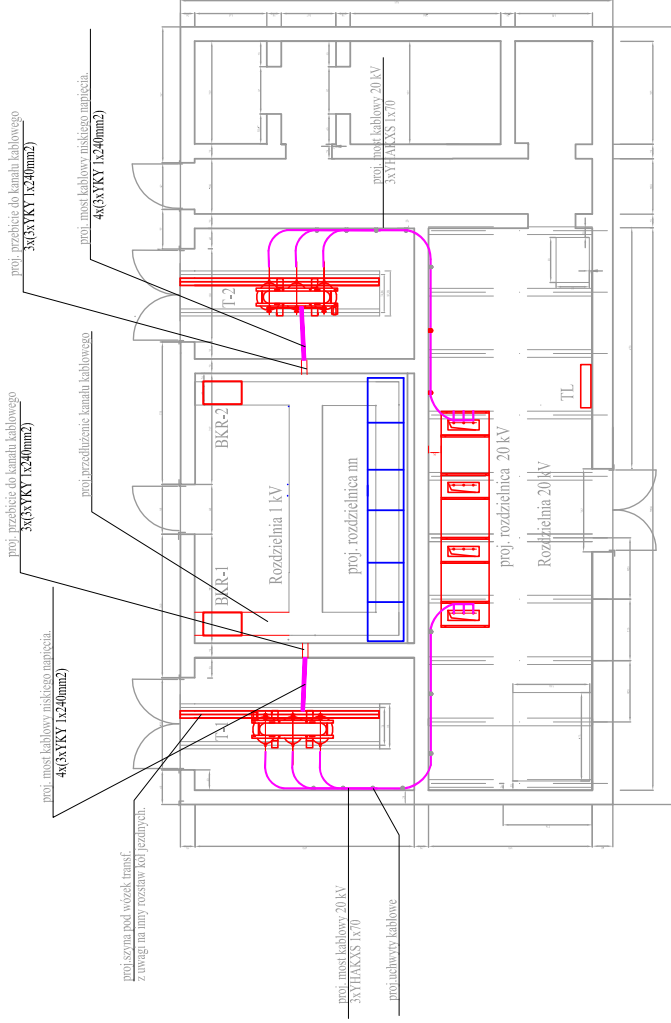 proj. przebicie do kanału kablowego
3x(3xYKY 1x240mm2)
proj. most kablowy niskiego napięcia.
4x(3xYKY 1x240mm2)
proj. most kablowy 20 kV
3xYHAKXS 1x70
T-2
proj.przedłużenie kanału kablowego
proj. przebicie do kanału kablowego
3x(3xYKY 1x240mm2)
BKR-2
Rozdzielnia 1 kV
proj. rozdzielnica nn
BKR-1
TL
proj. rozdzielnica 20 kV
Rozdzielnia 20 kV
proj. most kablowy niskiego napięcia.
4x(3xYKY 1x240mm2)
T-1
proj.szyna pod wózek transf.
z uwagi na inny rozstaw kół jezdnych.
proj. most kablowy 20 kV
3xYHAKXS 1x70
proj.uchwyty kablowe